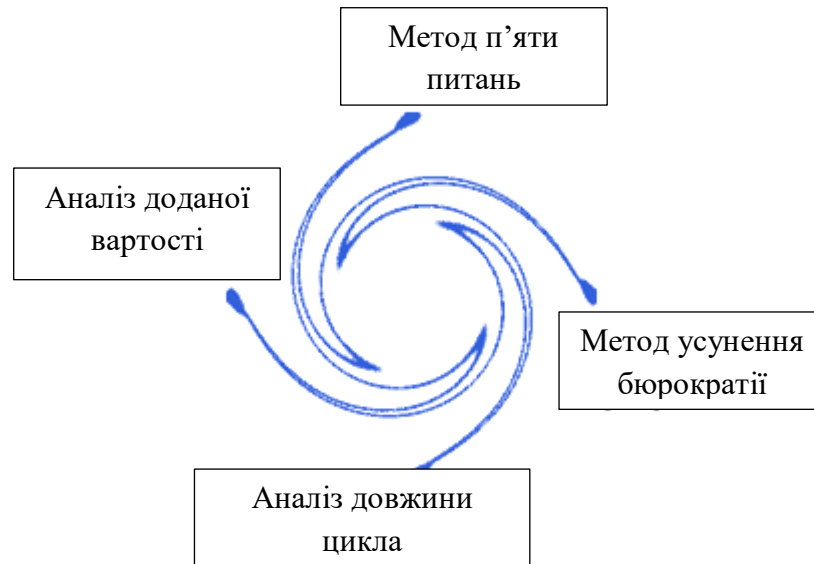 Метод п’яти
питань
Аналіз доданої
вартості
Метод усунення
бюрократії
Аналіз довжини
цикла